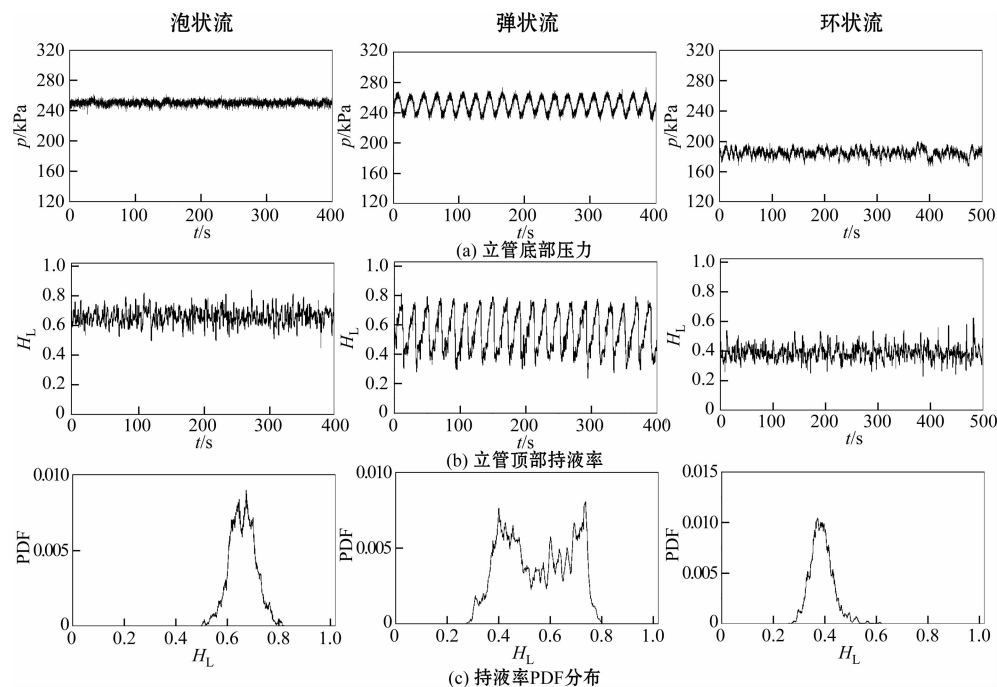 泡状流 弹状流 环状流
320 320 320
280 280 280
240 240 240
200 200 200
160 160 160
120 120 120
p/kPa p/kPa p/kPa
0 100 200 300 400 0 100 200 300 400 0 100 200 300 400 500
t/s t/s t/s
(a) 立管底部压力
1.0 1.0 1.0
0.8 0.8 0.8
0.6 0.6 0.6
0.4 0.4 0.4
0.2 0.2 0.2
0 0 0
HL HL HL
0 100 200 300 400 0 100 200 300 400 0 100 200 300 400 500
t/s t/s t/s
(b) 立管顶部持液率
0.010 0.010 0.015
0.005 0.005 0.010
0.005
0 0 0
PDF PDF PDF
0 0.2 0.4 0.6 0.8 1.0 0 0.2 0.4 0.6 0.8 1.0 0 0.2 0.4 0.6 0.8 1.0
HL HL HL
(c) 持液率PDF分布